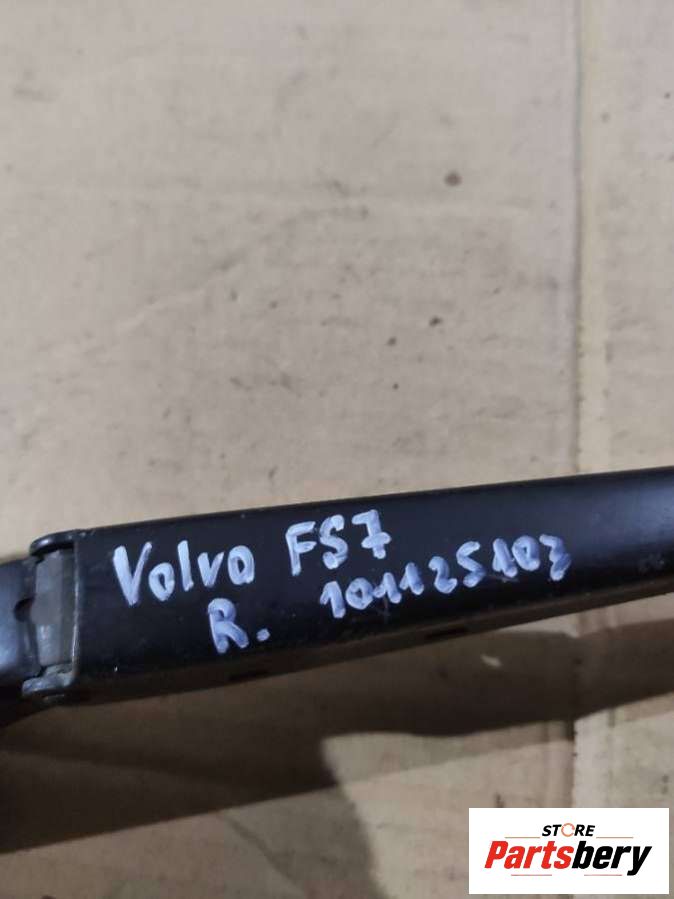 Volvo FS7
R. 101125103
STORE
Partsbery